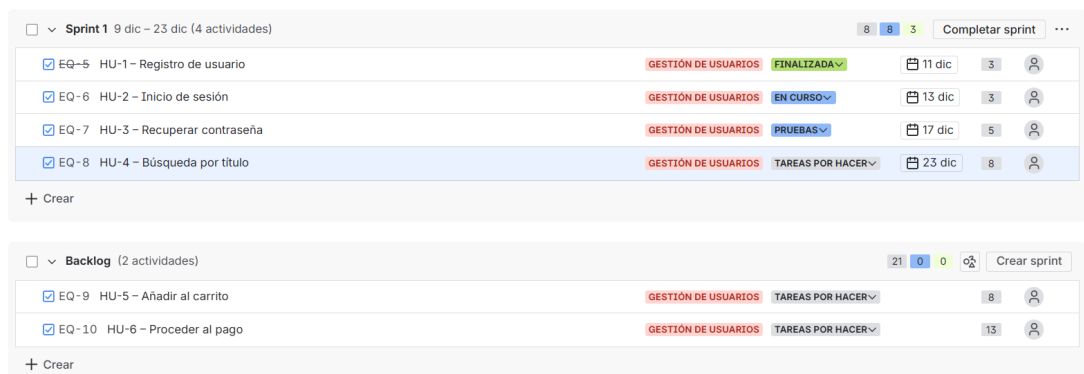 Sprint 1 9 dic – 23 dic (4 actividades) 8 8 3 Completar sprint
EQ-5 HU-1 – Registro de usuario GESTIÓN DE USUARIOS FINALIZADA 11 dic 3
EQ-6 HU-2 – Inicio de sesión GESTIÓN DE USUARIOS EN CURSO 13 dic 3
EQ-7 HU-3 – Recuperar contraseña GESTIÓN DE USUARIOS PRUEBAS 17 dic 5
EQ-8 HU-4 – Búsqueda por título GESTIÓN DE USUARIOS TAREAS POR HACER 23 dic 8
+ Crear
Backlog (2 actividades) 21 0 0 Crear sprint
EQ-9 HU-5 – Añadir al carrito GESTIÓN DE USUARIOS TAREAS POR HACER 8
EQ-10 HU-6 – Proceder al pago GESTIÓN DE USUARIOS TAREAS POR HACER 13
+ Crear